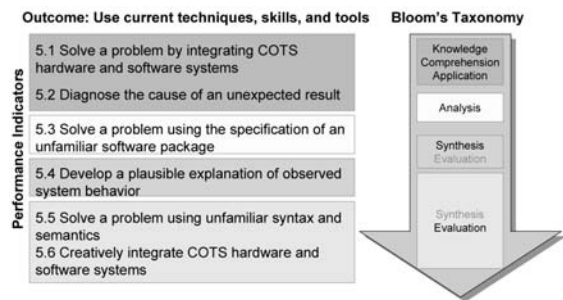 Outcome: Use current techniques, skills, and tools
Bloom's Taxonomy
Performance Indicators
5.1 Solve a problem by integrating COTS
hardware and software systems
5.2 Diagnose the cause of an unexpected result
5.3 Solve a problem using the specification of an
unfamiliar software package
5.4 Develop a plausible explanation of observed
system behavior
5.5 Solve a problem using unfamiliar syntax and
semantics
5.6 Creatively integrate COTS hardware and
software systems
Knowledge
Comprehension
Application
Analysis
Synthesis
Evaluation
Synthesis
Evaluation